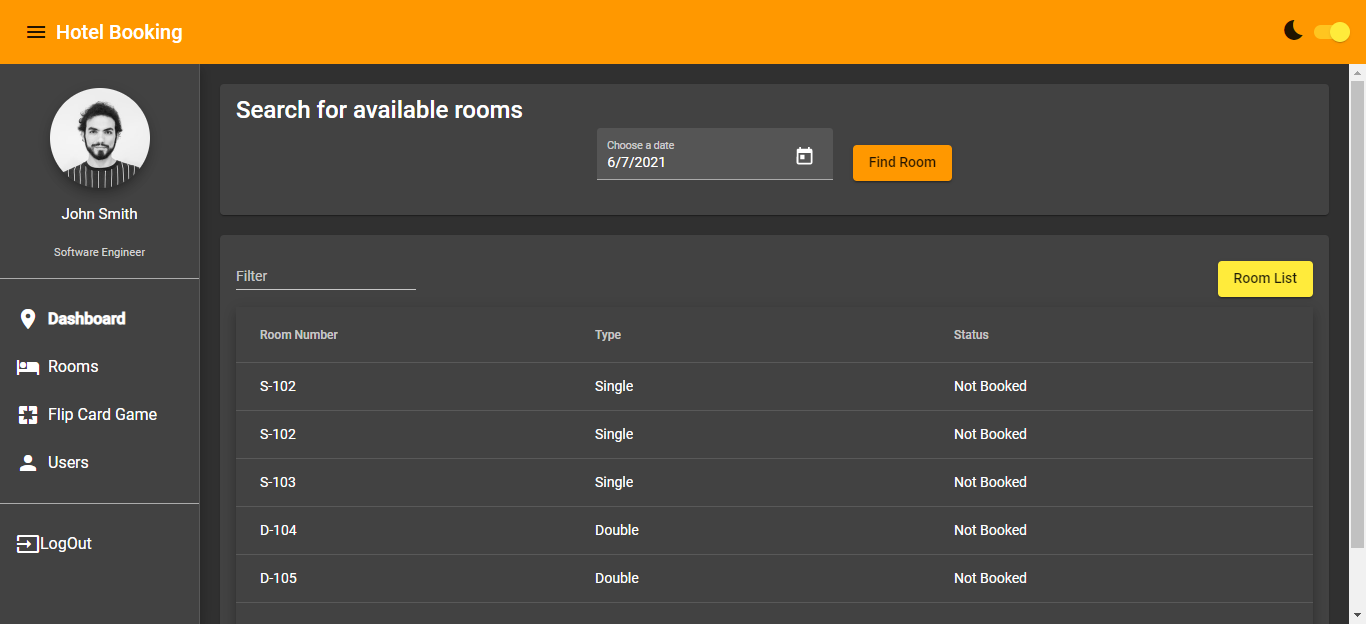 Hotel Booking
John Smith
Software Engineer
Dashboard
Rooms
Flip Card Game
Users
LogOut
Search for available rooms
Choose a date
6/7/2021
Find Room
Filter
Room List
Room Number Type Status
S-102 Single Not Booked
S-102 Single Not Booked
S-103 Single Not Booked
D-104 Double Not Booked
D-105 Double Not Booked